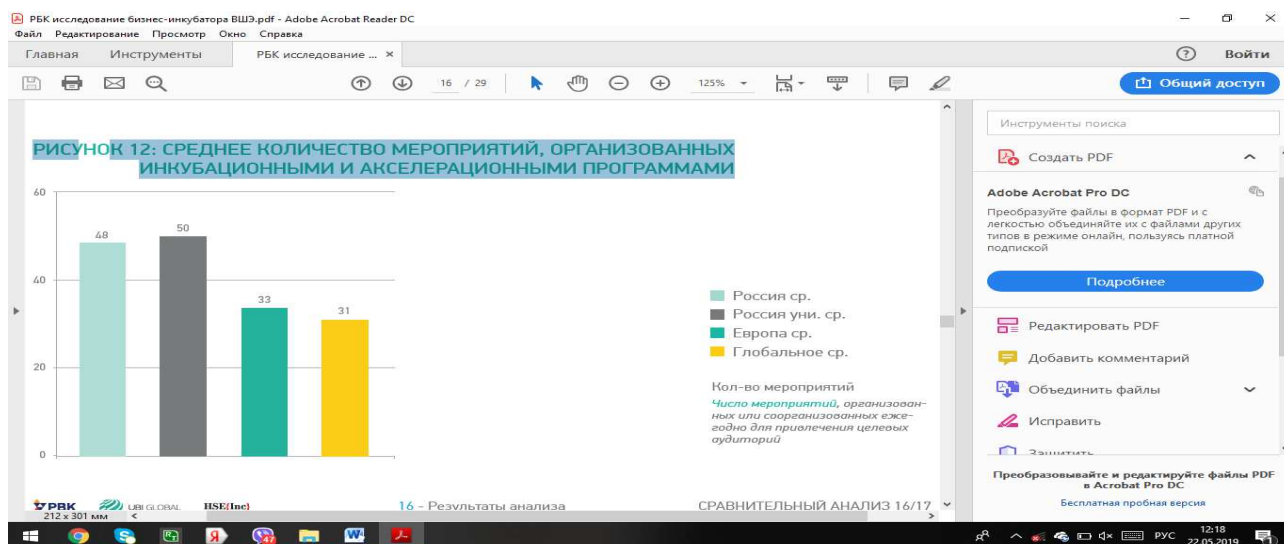 РБК исследование бизнес-инкубатора ВШЭ.pdf - Adobe Acrobat Reader DC
Файл Редактирование Просмотр Окно Справка
Главная Инструменты РБК исследование ... × ? Войти
16 / 29 125% Общий доступ
Инструменты поиска
РИСУНОК 12: СРЕДНЕЕ КОЛИЧЕСТВО МЕРОПРИЯТИЙ, ОРГАНИЗОВАННЫХ
ИНКУБАЦИОННЫМИ И АКСЕЛЕРАЦИОННЫМИ ПРОГРАММАМИ
60
48
50
40
33
31
20
0
Россия ср.
Россия уни. ср.
Европа ср.
Глобальное ср.
Кол-во мероприятий
Число мероприятий, организован-
ных или соорганизованных еже-
годно для привлечения целевых
аудиторий
РВК UBI GLOBAL HSE{Inc} 16 - Результаты анализа СРАВНИТЕЛЬНЫЙ АНАЛИЗ 16/17
212 x 301 мм
Создать PDF
Adobe Acrobat Pro DC
Преобразуйте файлы в формат PDF и с
легкостью объединяйте их с файлами других
типов в режиме онлайн, пользуясь платной
подпиской
Подробнее
Редактировать PDF
Добавить комментарий
Объединить файлы
Исправить
Защитить
Преобразовывайте и редактируйте файлы PDF
в Acrobat Pro DC
Бесплатная пробная версия
РУС 12:18
22.05.2019